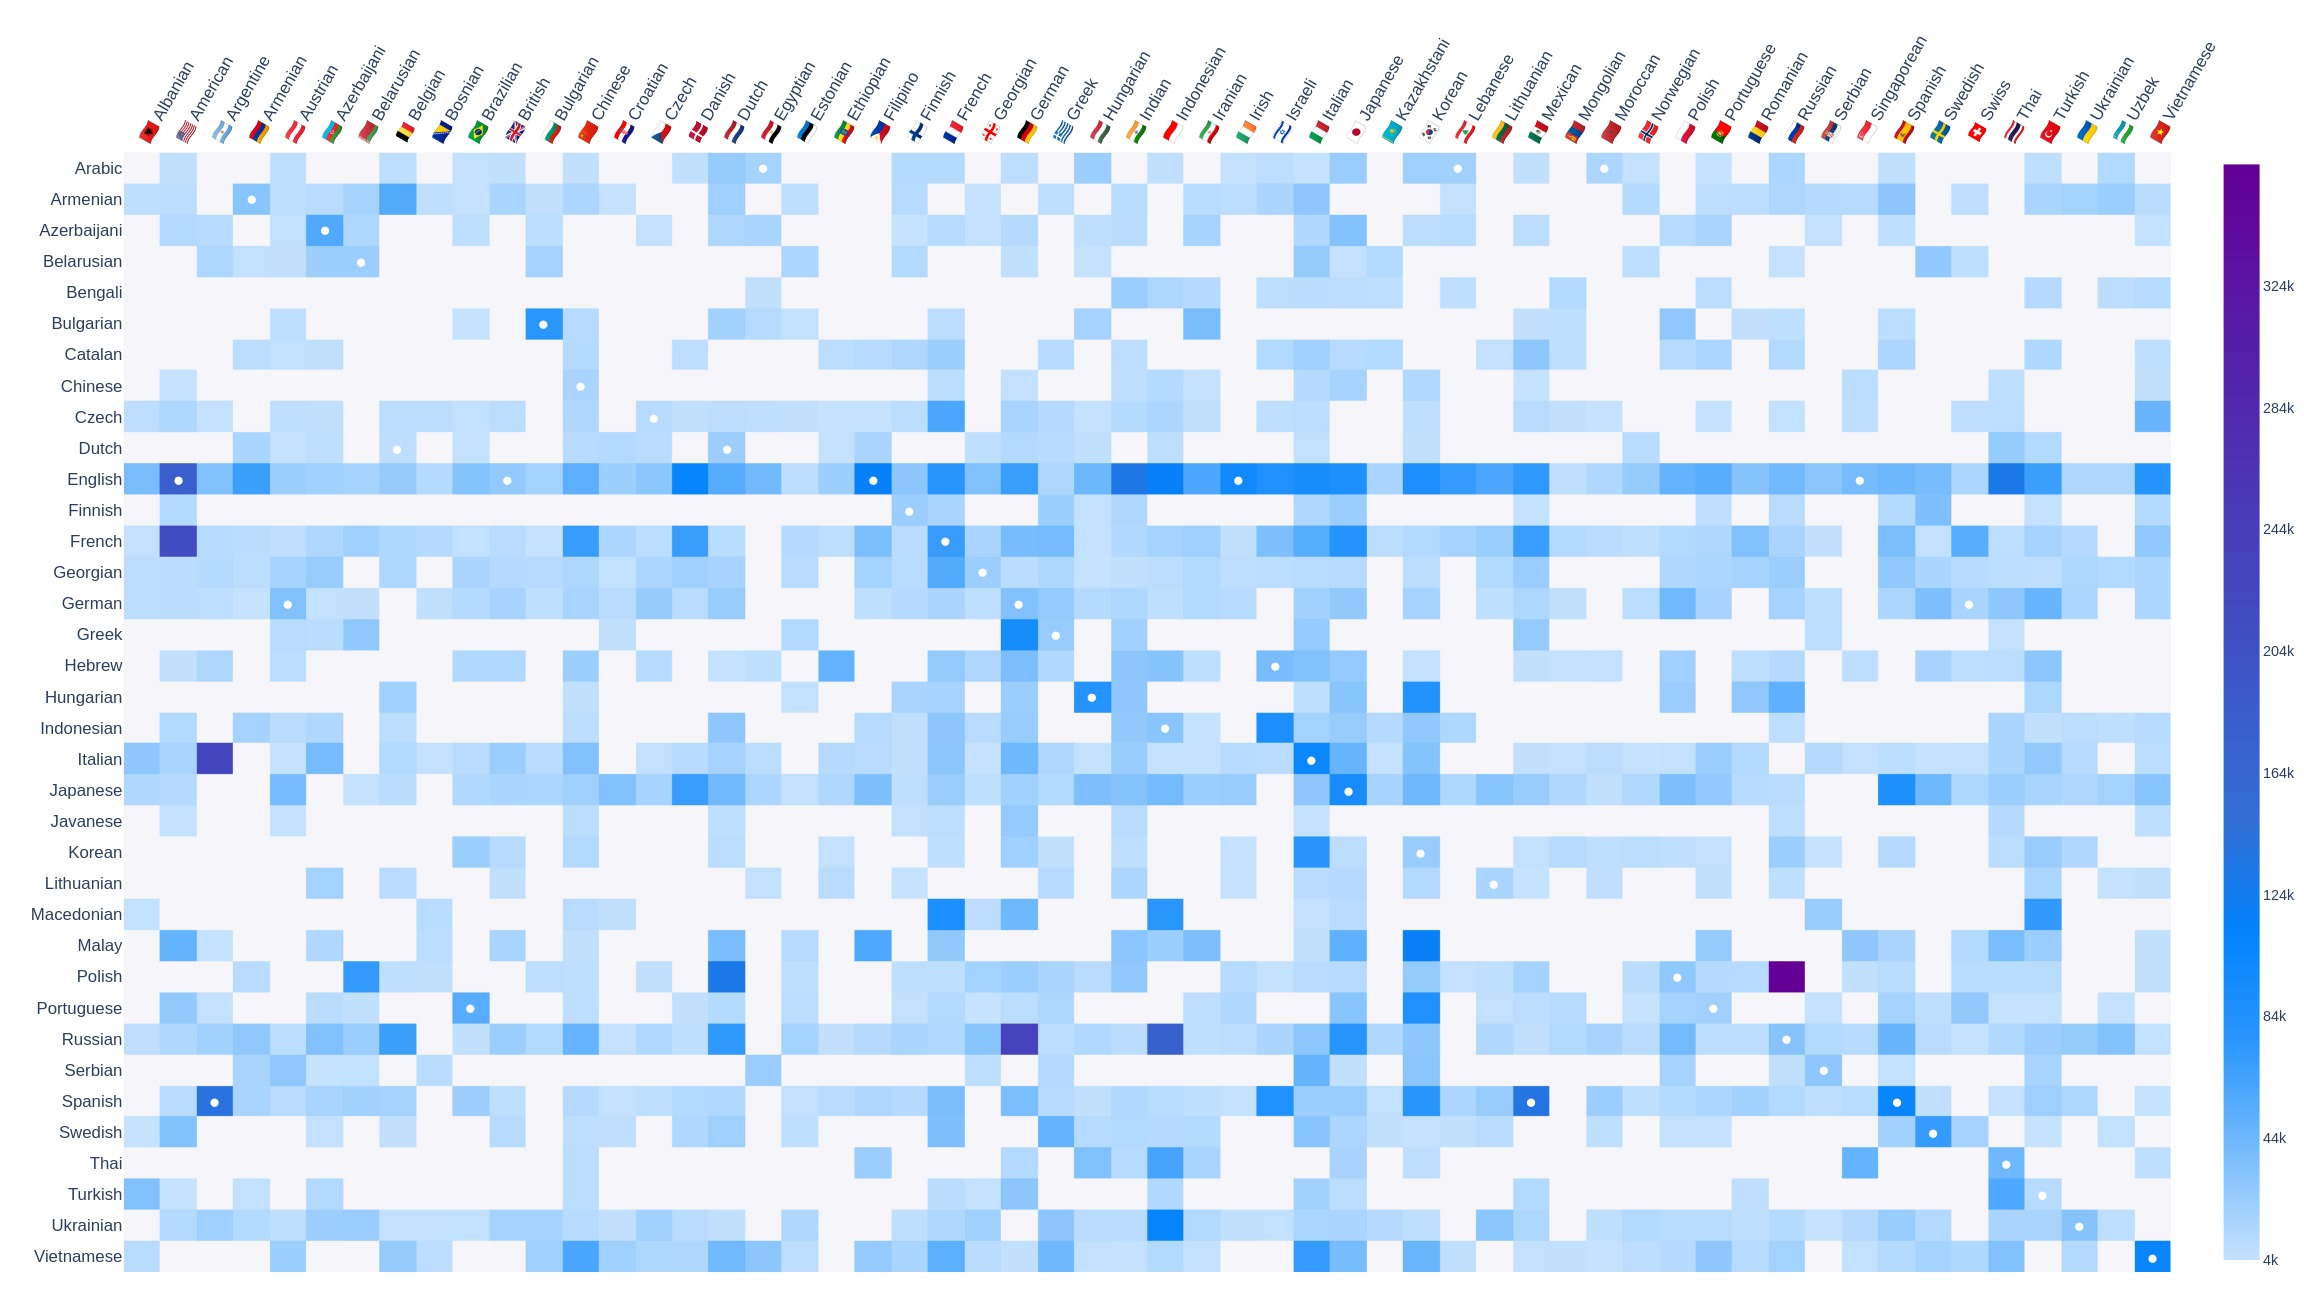 Albanian
American
Argentine
Armenian
Austrian
Azerbaijani
Belarusian
Belgian
Bosnian
Brazilian
British
Bulgarian
Chinese
Croatian
Czech
Danish
Dutch
Egyptian
Estonian
Ethiopian
Filipino
Finnish
French
Georgian
German
Greek
Hungarian
Indian
Indonesian
Iranian
Irish
Israeli
Italian
Japanese
Kazakhstani
Korean
Lebanese
Lithuanian
Mexican
Mongolian
Moroccan
Norwegian
Polish
Portuguese
Romanian
Russian
Serbian
Singaporean
Spanish
Swedish
Swiss
Thai
Turkish
Ukrainian
Uzbek
Vietnamese
Arabic
Armenian
Azerbaijani
Belarusian
Bengali
Bulgarian
Catalan
Chinese
Czech
Dutch
English
Finnish
French
Georgian
German
Greek
Hebrew
Hungarian
Indonesian
Italian
Japanese
Javanese
Korean
Lithuanian
Macedonian
Malay
Polish
Portuguese
Russian
Serbian
Spanish
Swedish
Thai
Turkish
Ukrainian
Vietnamese
324k
284k
244k
204k
164k
124k
84k
44k
4k